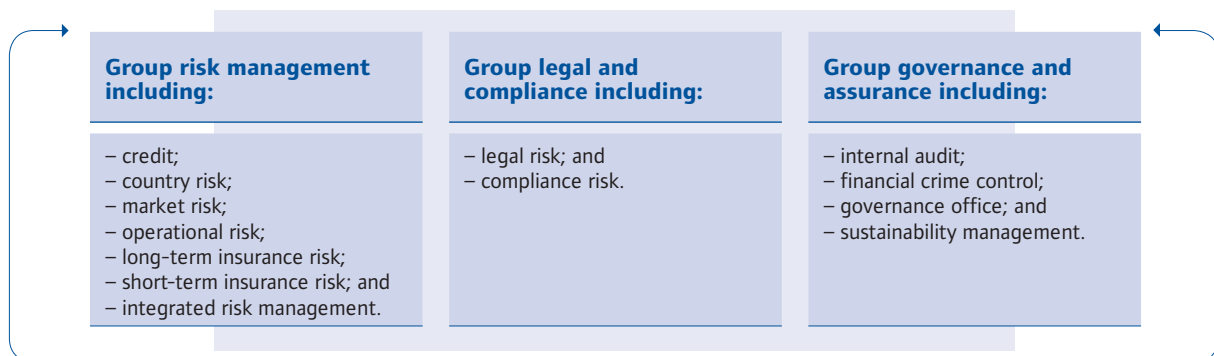 Group risk management
including:
– credit;
– country risk;
– market risk;
– operational risk;
– long-term insurance risk;
– short-term insurance risk; and
– integrated risk management.
Group legal and
compliance including:
– legal risk; and
– compliance risk.
Group governance and
assurance including:
– internal audit;
– financial crime control;
– governance office; and
– sustainability management.